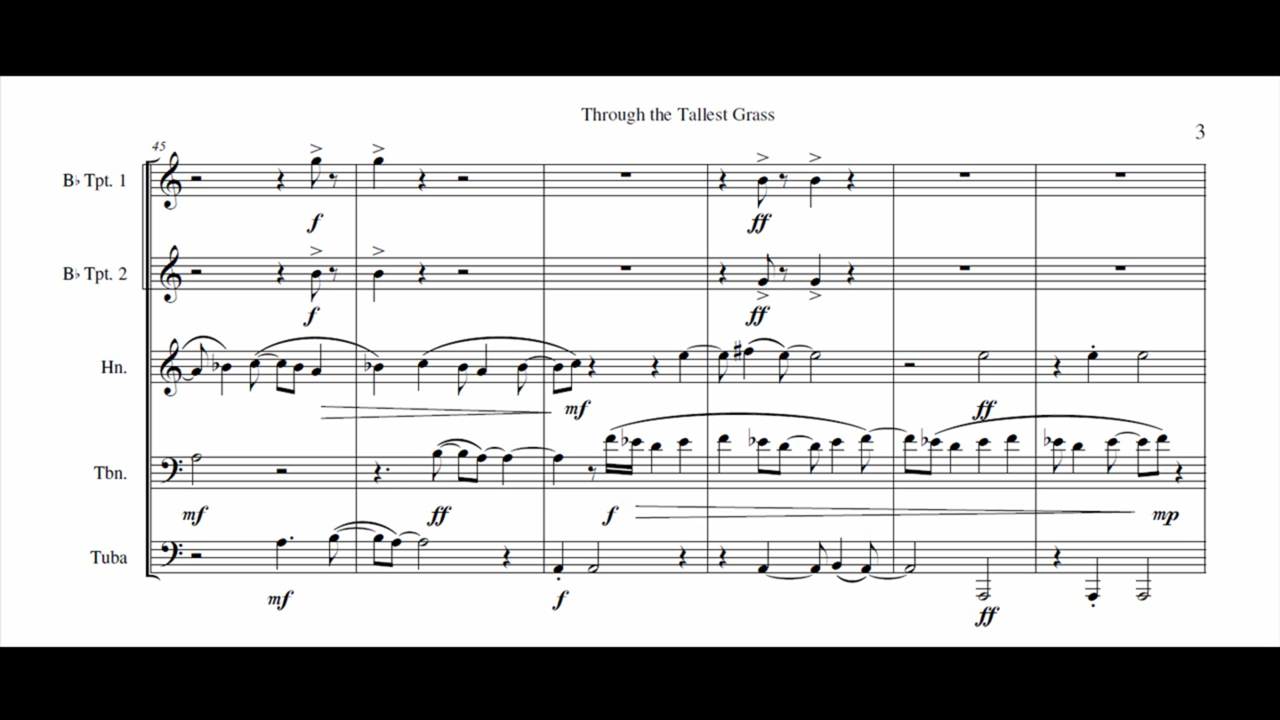 Through the Tallest Grass
3
45
B♭ Tpt. 1
f
ff
B♭ Tpt. 2
f
ff
Hn.
mf
ff
Tbn.
mf
ff
f
mp
Tuba
mf
f
ff